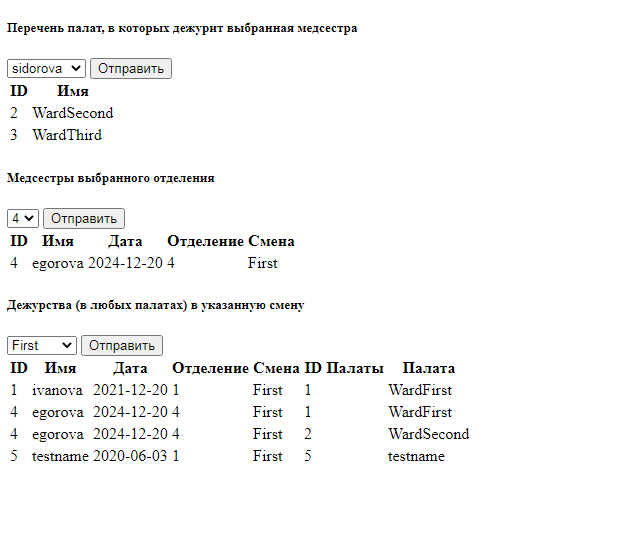 Перечень палат, в которых дежурит выбранная медсестра
sidorova Отправить
ID Имя
2 WardSecond
3 WardThird
Медсестры выбранного отделения
4 Отправить
ID Имя Дата Отделение Смена
4 egorova 2024-12-20 4 First
Дежурства (в любых палатах) в указанную смену
First Отправить
ID Имя Дата Отделение Смена ID Палаты Палата
1 ivanova 2021-12-20 1 First 1 WardFirst
4 egorova 2024-12-20 4 First 1 WardFirst
4 egorova 2024-12-20 4 First 2 WardSecond
5 testname 2020-06-03 1 First 5 testname